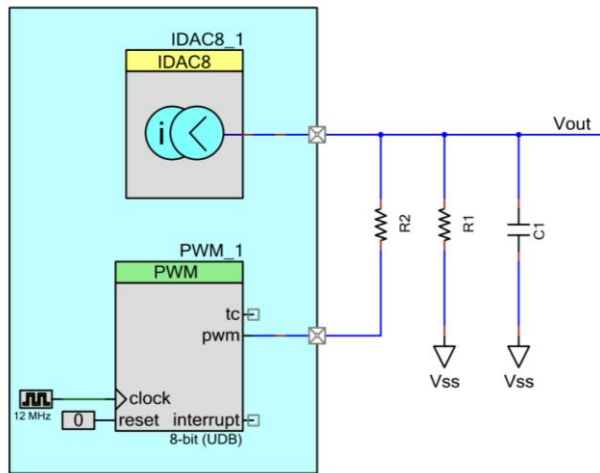 IDAC8_1
IDAC8
i
Vout
R2
R1
C1
PWM_1
PWM
tc
pwm
Vss
Vss
clock
12 MHz
0
reset
interrupt
8-bit (UDB)